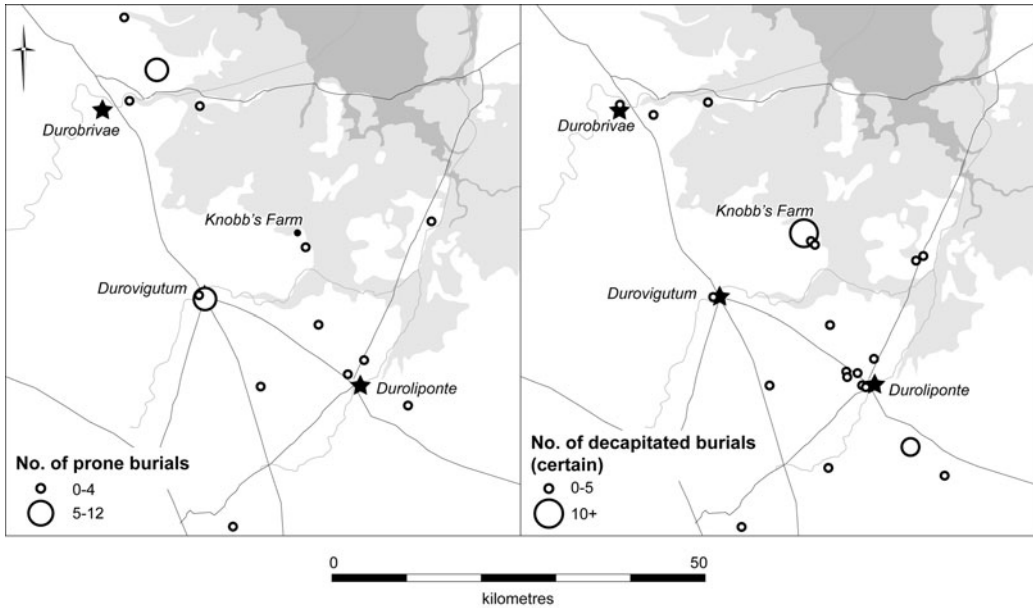 Durobrivae
Knobb's Farm
Durovigutum
Duroliponte
No. of prone burials
0-4
5-12
Durobrivae
Knobb's Farm
Durovigutum
Duroliponte
No. of decapitated burials
(certain)
0-5
10+
0
50
kilometres